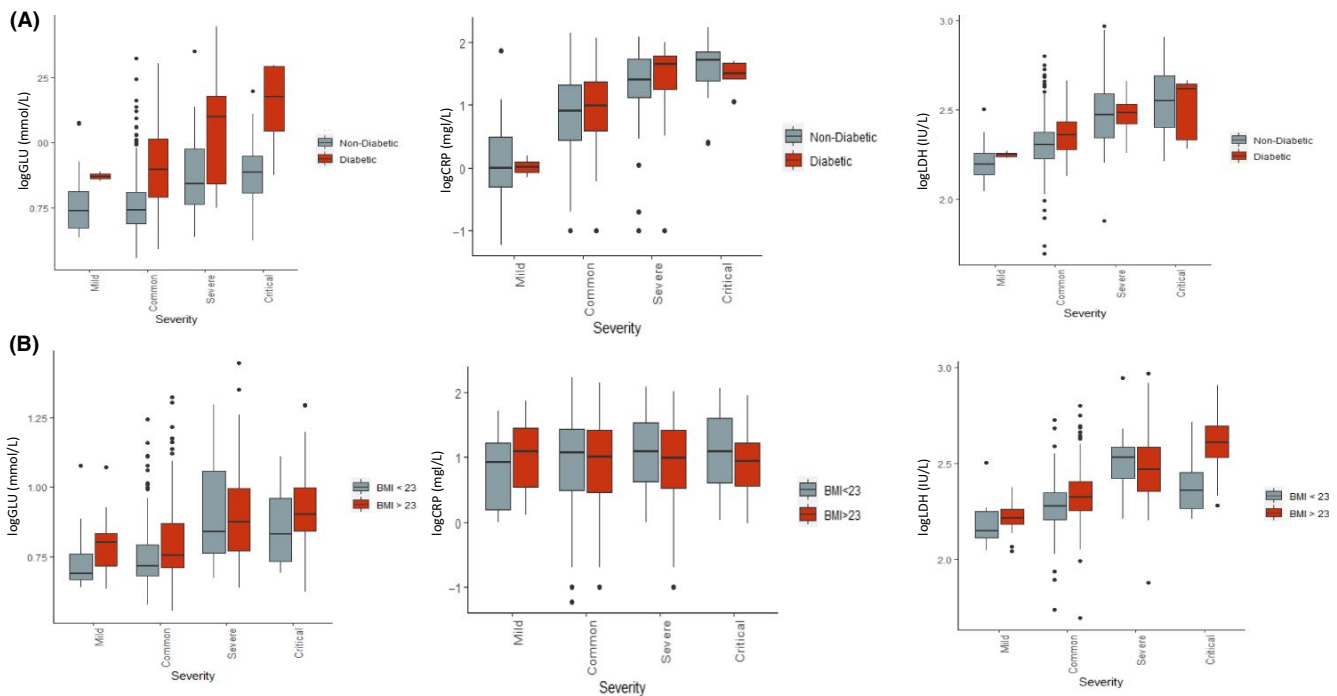 (A)
logGLU (mmol/L)
25
00
0.75
Mild
Common
Severe
Critical
Severity
Non-Diabetic
Diabetic
logCRP (mgl/L)
2
1
0
−1
Mild
Common
Severe
Critical
Severity
Non-Diabetic
Diabetic
logLDH (IU/L)
3.0
2.5
2.0
Mild
Common
Severe
Critical
Severity
Non-Diabetic
Diabetic
(B)
logGLU (mmol/L)
1.25
1.00
0.75
Mild
Common
Severe
Critical
Severity
BMI < 23
BMI > 23
logCRP (mgl/L)
2
1
0
−1
Mild
Common
Severe
Critical
Severity
BMI<23
BMI>23
logLDH (IU/L)
3.0
2.5
2.0
Mild
Common
Severe
Critical
Severity
BMI < 23
BMI > 23